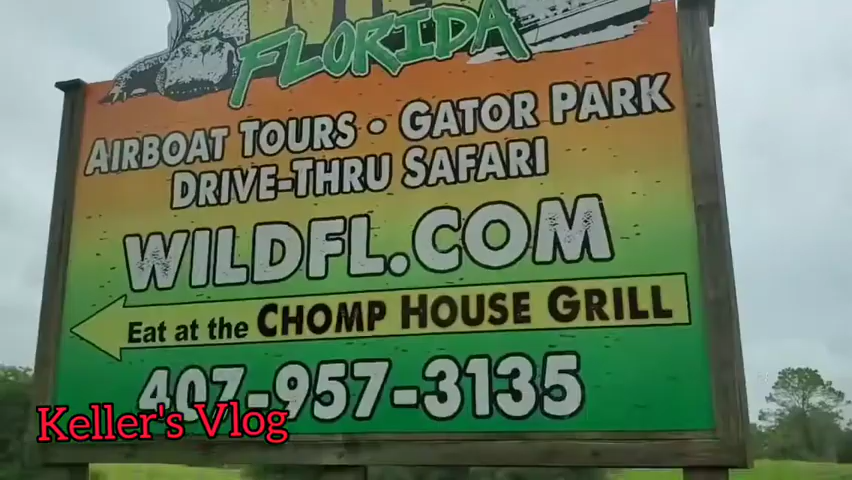 WILD
FLORIDA
AIRBOAT TOURS • GATOR PARK
DRIVE-THRU SAFARI
WILDFL.COM
Eat at the CHOMP HOUSE GRILL
407-957-3135
Keller's Vlog